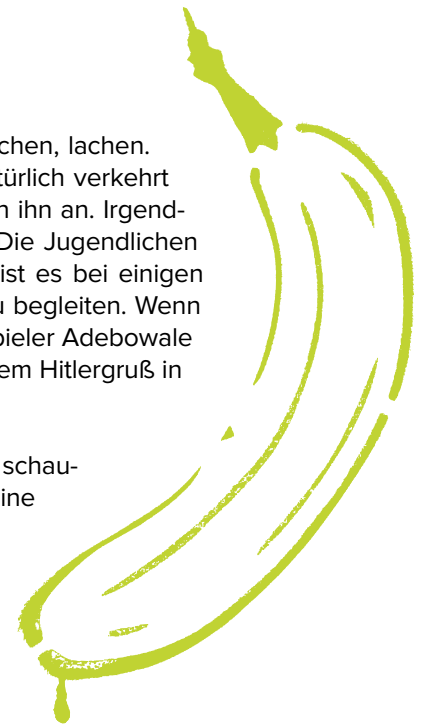 chen, lachen.
türlich verkehrt
n ihn an. Irgend-
Die Jugendlichen
ist es bei einigen
u begleiten. Wenn
pieler Adebowale
em Hitlergruß in
schau-
ine